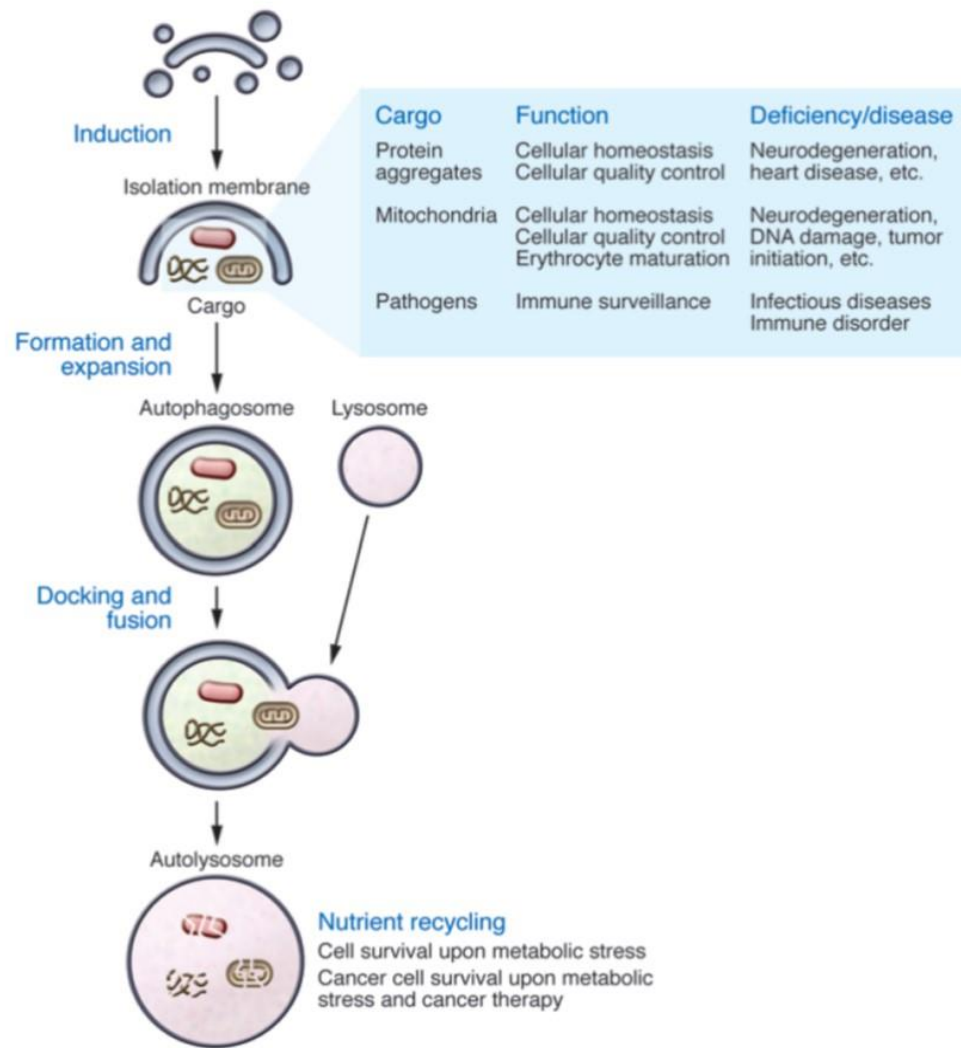 Induction
Isolation membrane
Cargo
Cargo
Function
Deficiency/disease
Protein
aggregates
Cellular homeostasis
Cellular quality control
Neurodegeneration,
heart disease, etc.
Mitochondria
Cellular homeostasis
Cellular quality control
Erythrocyte maturation
Neurodegeneration,
DNA damage, tumor
initiation, etc.
Pathogens
Immune surveillance
Infectious diseases
Immune disorder
Formation and
expansion
Autophagosome
Lysosome
Docking and
fusion
Autolysosome
Nutrient recycling
Cell survival upon metabolic stress
Cancer cell survival upon metabolic
stress and cancer therapy